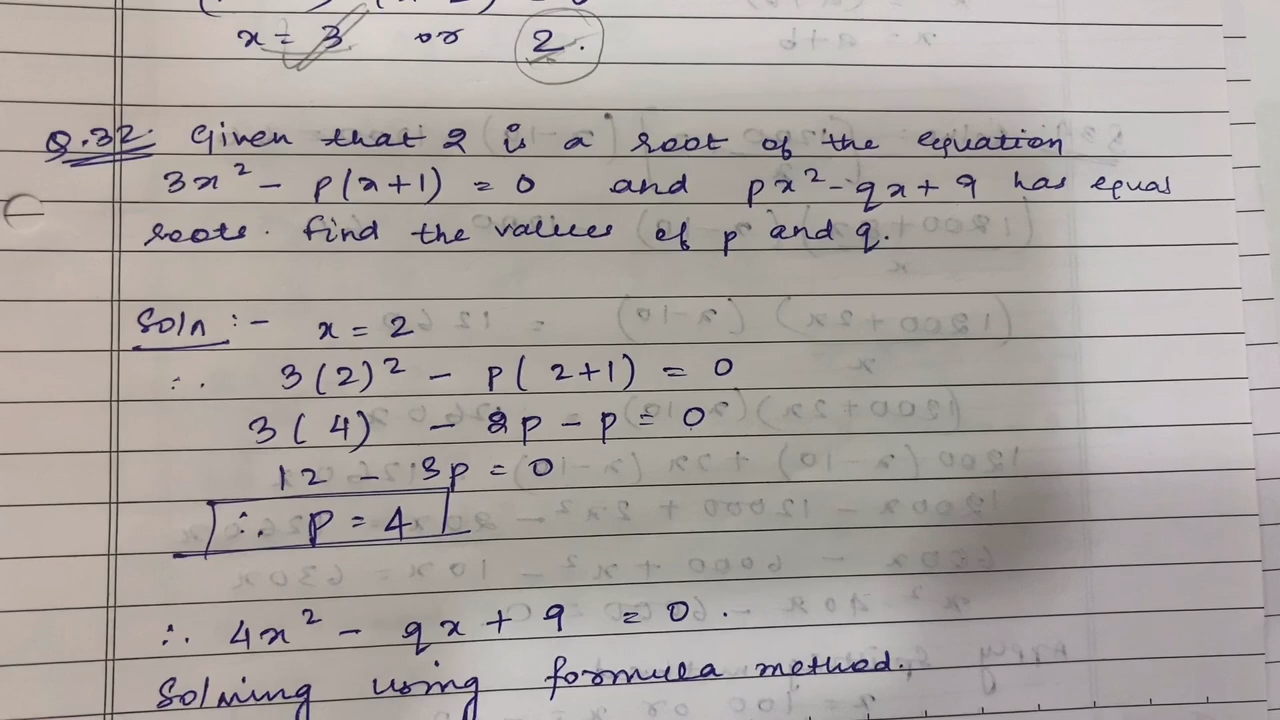 x = 3 or 2.
Q.32. Given that 2 is a root of the equation
3x² - p(x+1) = 0 and px² - qx + 9 has equal
roots. find the values of p and q.
Soln :- x = 2
∴ 3(2)² - p(2+1) = 0
3(4) - 2p - p = 0
12 - 3p = 0
∴ p = 4
∴ 4x² - qx + 9 = 0.
Solving using formula method.